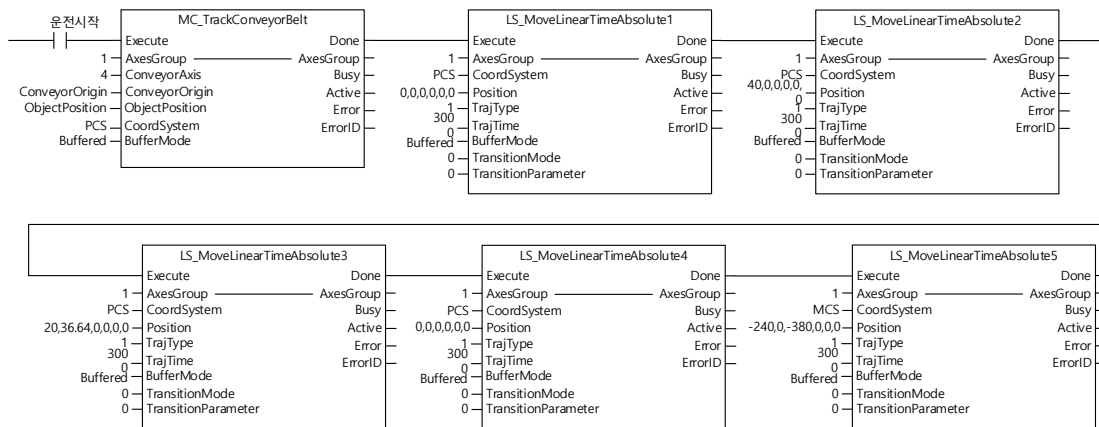 운전시작
MC_TrackConveyorBelt
Execute Done
1 AxesGroup AxesGroup
4 ConveyorAxis Busy
ConveyorOrigin ConveyorOrigin Active
ObjectPosition ObjectPosition Error
PCS CoordSystem ErrorID
Buffered BufferMode
LS_MoveLinearTimeAbsolute1
Execute Done
1 AxesGroup AxesGroup
PCS CoordSystem Busy
0,0,0,0,0,0 Position Active
1 TrajType Error
300
0 TrajTime ErrorID
Buffered BufferMode
0 TransitionMode
0 TransitionParameter
LS_MoveLinearTimeAbsolute2
Execute Done
1 AxesGroup AxesGroup
PCS CoordSystem Busy
40,0,0,0,0,
0 Position Active
1 TrajType Error
300
0 TrajTime ErrorID
Buffered BufferMode
0 TransitionMode
0 TransitionParameter
LS_MoveLinearTimeAbsolute3
Execute Done
1 AxesGroup AxesGroup
PCS CoordSystem Busy
20,36.64,0,0,0,0 Position Active
1 TrajType Error
300
0 TrajTime ErrorID
Buffered BufferMode
0 TransitionMode
0 TransitionParameter
LS_MoveLinearTimeAbsolute4
Execute Done
1 AxesGroup AxesGroup
PCS CoordSystem Busy
0,0,0,0,0,0 Position Active
1 TrajType Error
300
0 TrajTime ErrorID
Buffered BufferMode
0 TransitionMode
0 TransitionParameter
LS_MoveLinearTimeAbsolute5
Execute Done
1 AxesGroup AxesGroup
MCS CoordSystem Busy
-240,0,-380,0,0,0 Position Active
1 TrajType Error
300
0 TrajTime ErrorID
Buffered BufferMode
0 TransitionMode
0 TransitionParameter